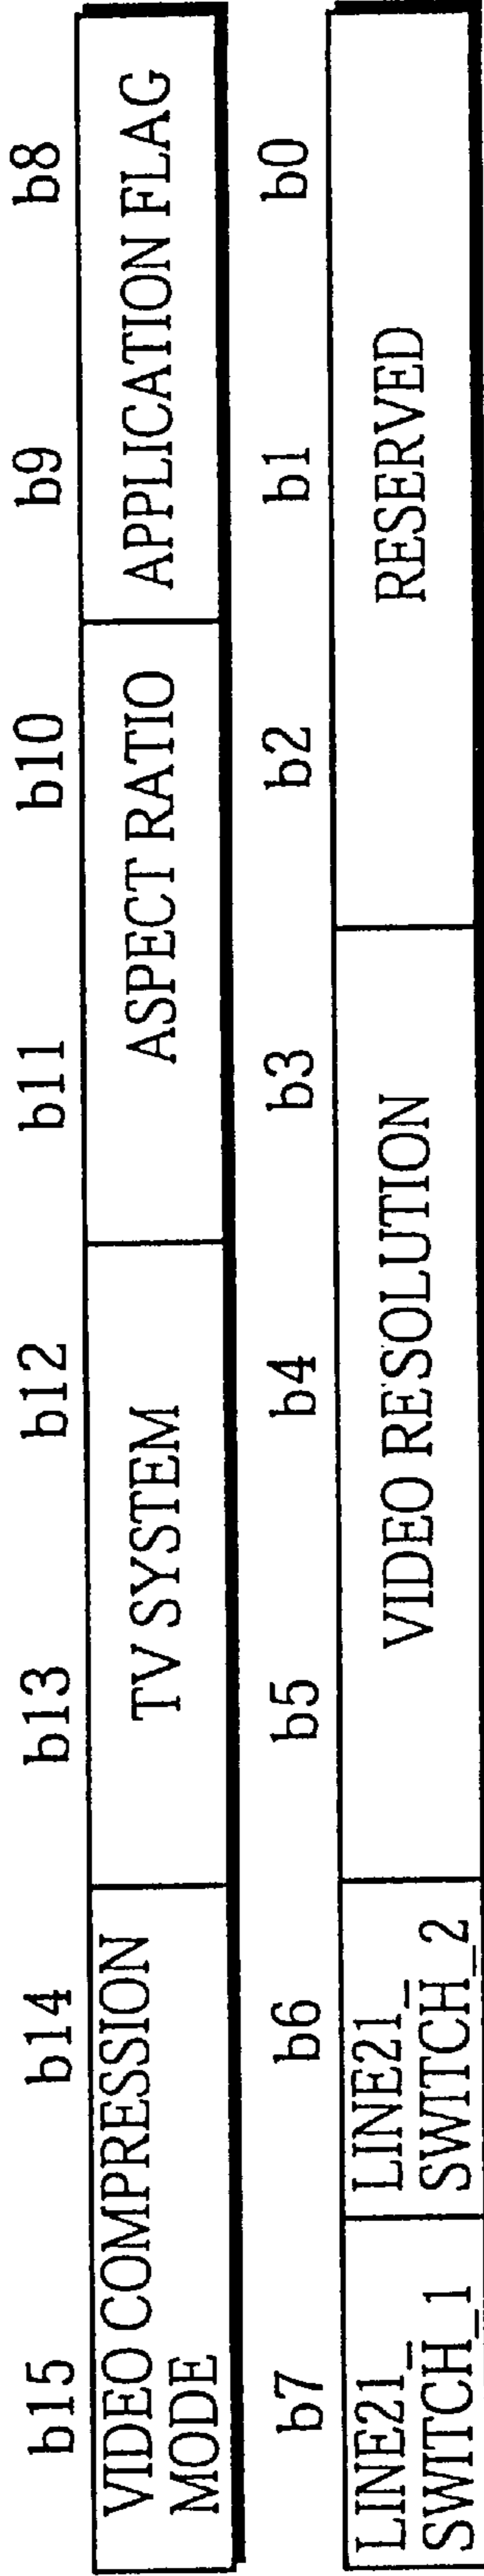 b15 b14 b13 b12 b11 b10 b9 b8
VIDEO COMPRESSION
MODE
TV SYSTEM
ASPECT RATIO
APPLICATION FLAG
b7 b6 b5 b4 b3 b2 b1 b0
LINE21_
SWITCH_1
LINE21_
SWITCH_2
VIDEO RESOLUTION
RESERVED